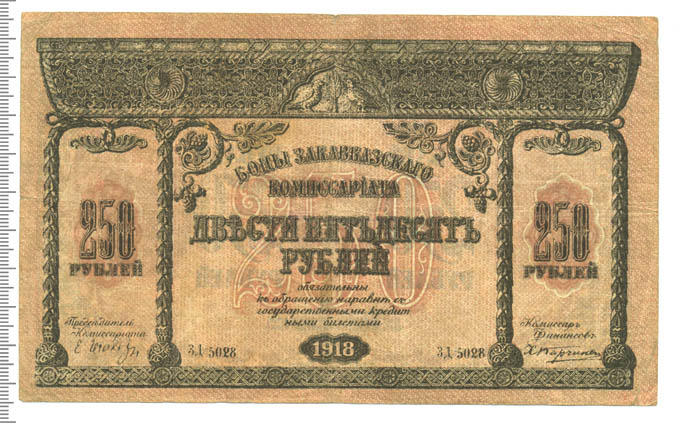 БОНЫ ЗАКАВКАЗСКАГО
КОМИССАРІАТА
250
РУБЛЕЙ
ДВѢСТИ ПЯТЬДЕСЯТЪ
РУБЛЕЙ
250
РУБЛЕЙ
обязательны
къ обращенію наравнѣ съ
государственными кредит
ными билетами
Предсѣдатель
Комиссаріата
Комиссаръ
Финансовъ
ЗД 5028
1918
ЗД 5028